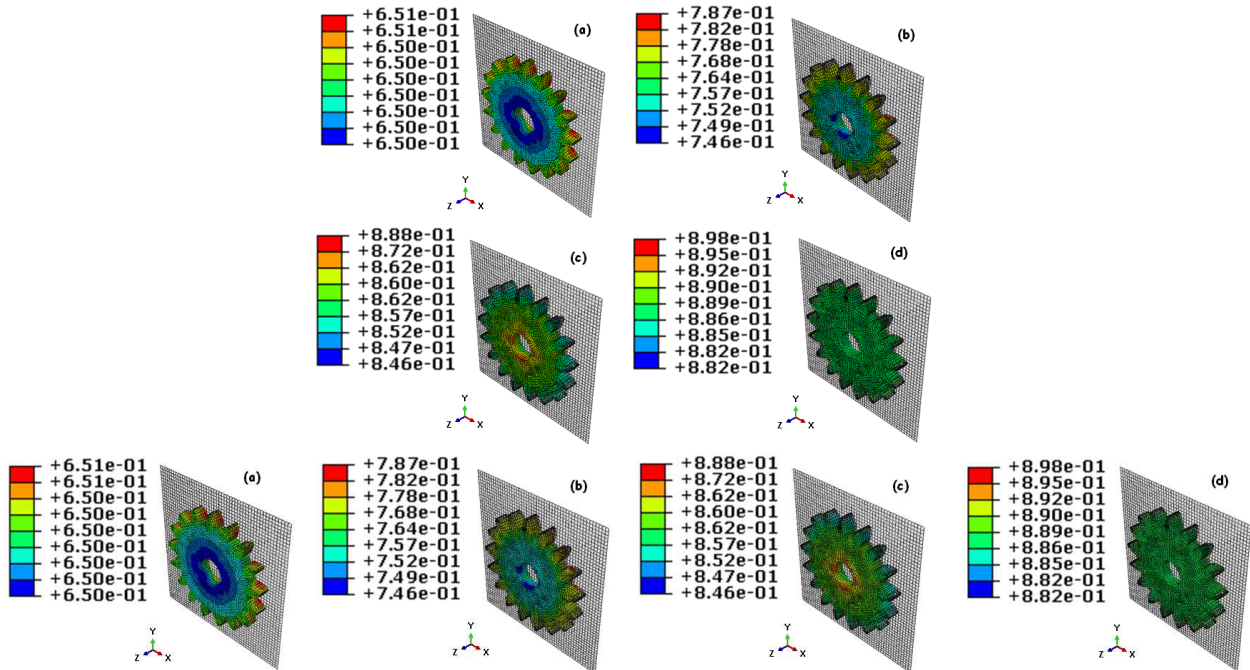 +6.51e-01
+6.51e-01
+6.50e-01
+6.50e-01
+6.50e-01
+6.50e-01
+6.50e-01
+6.50e-01
+6.50e-01
(a)
Y
Z
X
+7.87e-01
+7.82e-01
+7.78e-01
+7.68e-01
+7.64e-01
+7.57e-01
+7.52e-01
+7.49e-01
+7.46e-01
(b)
Y
Z
X
+8.88e-01
+8.72e-01
+8.62e-01
+8.60e-01
+8.62e-01
+8.57e-01
+8.52e-01
+8.47e-01
+8.46e-01
(c)
Y
Z
X
+8.98e-01
+8.95e-01
+8.92e-01
+8.90e-01
+8.89e-01
+8.86e-01
+8.85e-01
+8.82e-01
+8.82e-01
(d)
Y
Z
X
+6.51e-01
+6.51e-01
+6.50e-01
+6.50e-01
+6.50e-01
+6.50e-01
+6.50e-01
+6.50e-01
+6.50e-01
(a)
Y
Z
X
+7.87e-01
+7.82e-01
+7.78e-01
+7.68e-01
+7.64e-01
+7.57e-01
+7.52e-01
+7.49e-01
+7.46e-01
(b)
Y
Z
X
+8.88e-01
+8.72e-01
+8.62e-01
+8.60e-01
+8.62e-01
+8.57e-01
+8.52e-01
+8.47e-01
+8.46e-01
(c)
Y
Z
X
+8.98e-01
+8.95e-01
+8.92e-01
+8.90e-01
+8.89e-01
+8.86e-01
+8.85e-01
+8.82e-01
+8.82e-01
(d)
Y
Z
X